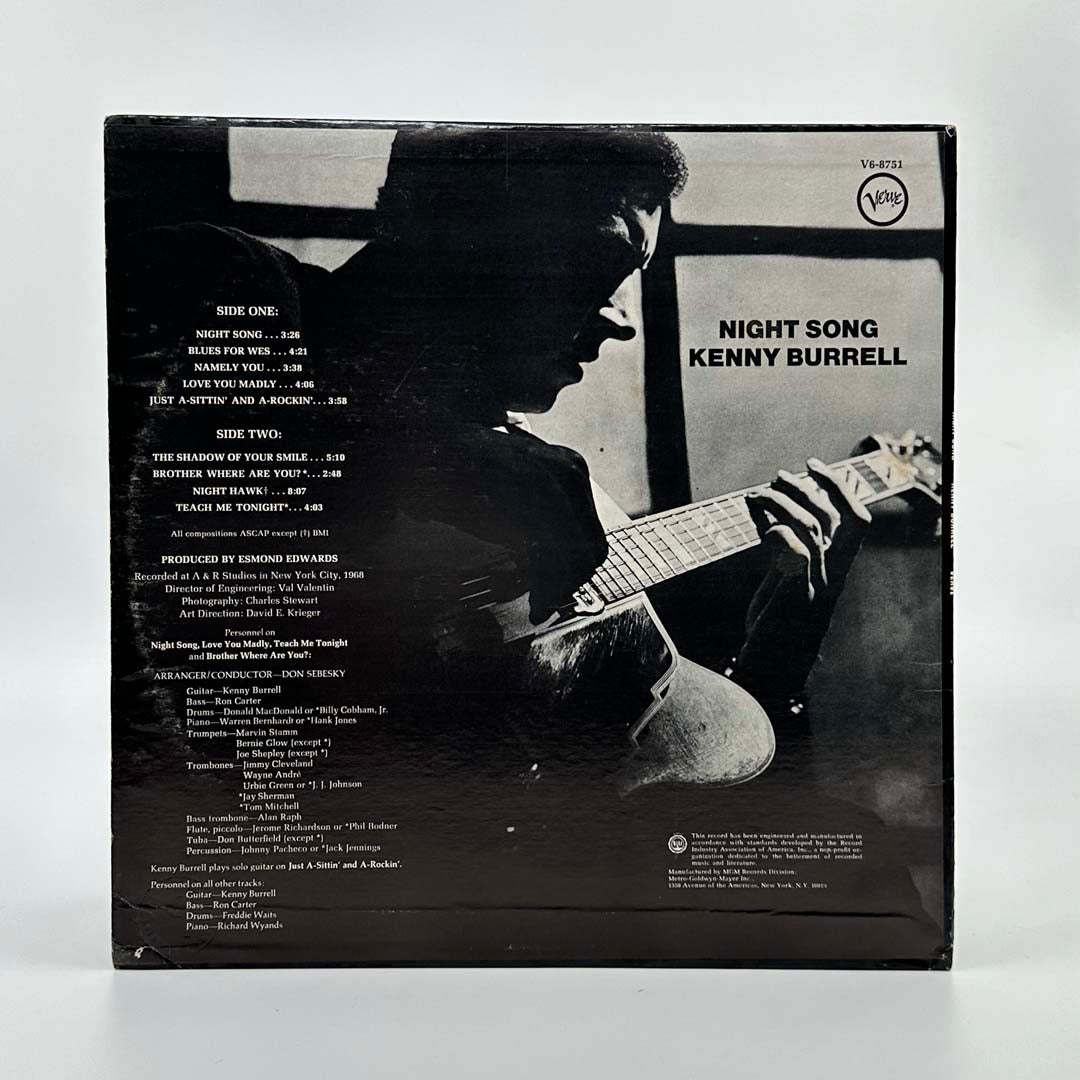 V6-8751
Verve
NIGHT SONG
KENNY BURRELL
SIDE ONE:
NIGHT SONG . . . 3:26
BLUES FOR WES . . . 4:21
NAMELY YOU . . . 3:38
LOVE YOU MADLY . . . 4:06
JUST A-SITTIN' AND A-ROCKIN'. . . 3:58
SIDE TWO:
THE SHADOW OF YOUR SMILE . . . 5:10
BROTHER WHERE ARE YOU? *. . . 2:48
NIGHT HAWK† . . . 8:07
TEACH ME TONIGHT*. . . 4:03
All compositions ASCAP except (†) BMI
PRODUCED BY ESMOND EDWARDS
Recorded at A & R Studios in New York City, 1968
Director of Engineering: Val Valentin
Photography: Charles Stewart
Art Direction: David E. Krieger
Personnel on
Night Song, Love You Madly, Teach Me Tonight
and Brother Where Are You?:
ARRANGER/CONDUCTOR—DON SEBESKY
Guitar—Kenny Burrell
Bass—Ron Carter
Drums—Donald MacDonald or *Billy Cobham, Jr.
Piano—Warren Bernhardt or *Hank Jones
Trumpets—Marvin Stamm
Bernie Glow (except *)
Joe Shepley (except *)
Trombones—Jimmy Cleveland
Wayne André
Urbie Green or *J. J. Johnson
*Jay Sherman
*Tom Mitchell
Bass trombone—Alan Raph
Flute, piccolo—Jerome Richardson or *Phil Bodner
Tuba—Don Butterfield (except *)
Percussion—Johnny Pacheco or *Jack Jennings
Kenny Burrell plays solo guitar on Just A-Sittin' and A-Rockin'.
Personnel on all other tracks:
Guitar—Kenny Burrell
Bass—Ron Carter
Drums—Freddie Waits
Piano—Richard Wyands
This record has been engineered and manufactured in
accordance with standards developed by the Record
Industry Association of America, Inc., a non-profit or-
ganization dedicated to the betterment of recorded
music and literature.
Manufactured by MGM Records Division,
Metro-Goldwyn-Mayer Inc.,
1350 Avenue of the Americas, New York, N.Y. 10019